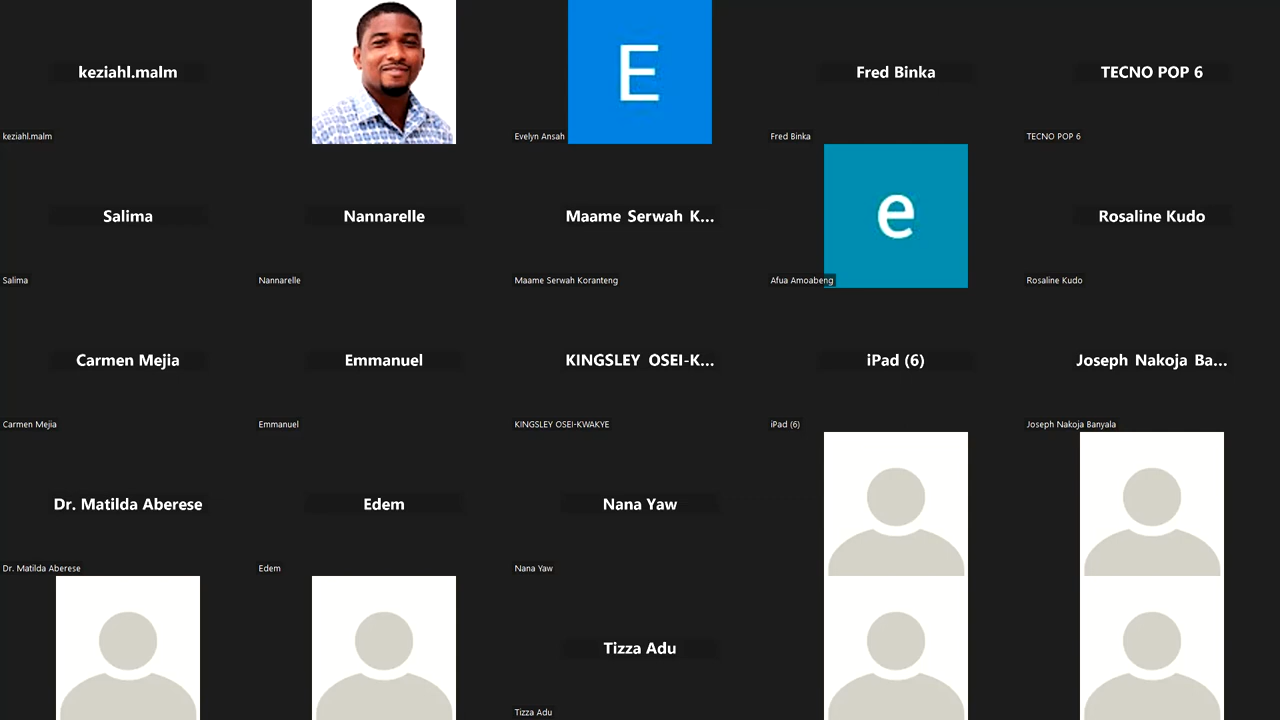 keziahl.malm
keziahl.malm
E
Evelyn Ansah
Fred Binka
Fred Binka
TECNO POP 6
TECNO POP 6
Salima
Salima
Nannarelle
Nannarelle
Maame Serwah K...
Maame Serwah Koranteng
e
Afua Amoabeng
Rosaline Kudo
Rosaline Kudo
Carmen Mejia
Carmen Mejia
Emmanuel
Emmanuel
KINGSLEY OSEI-K...
KINGSLEY OSEI-KWAKYE
iPad (6)
iPad (6)
Joseph Nakoja Ba...
Joseph Nakoja Banyala
Dr. Matilda Aberese
Dr. Matilda Aberese
Edem
Edem
Nana Yaw
Nana Yaw
Tizza Adu
Tizza Adu